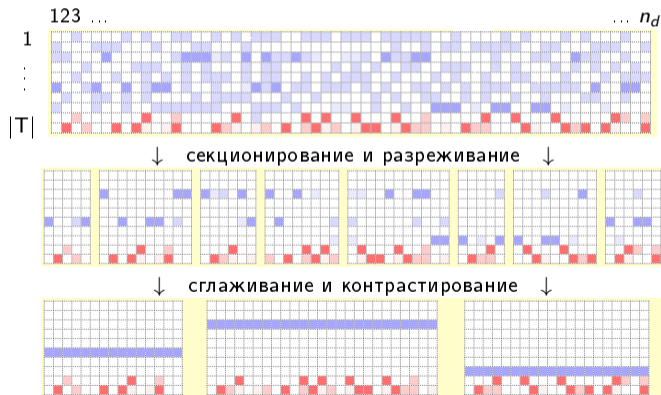 123 ... ... n_d
1
⋮
|T|
↓ секционирование и разреживание ↓
↓ сглаживание и контрастирование ↓